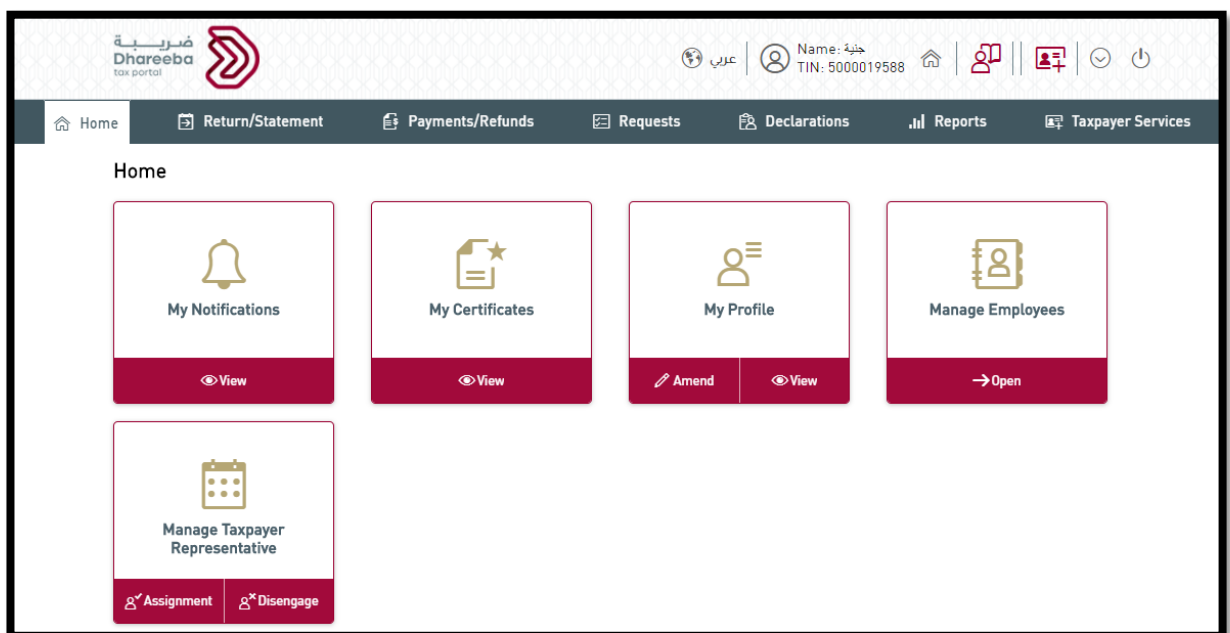 ضريبة
Dhareeba
tax portal
عربي
Name: جنية
TIN: 5000019588
Home
Return/Statement
Payments/Refunds
Requests
Declarations
Reports
Taxpayer Services
Home
My Notifications
View
My Certificates
View
My Profile
Amend
View
Manage Employees
Open
Manage Taxpayer
Representative
Assignment
Disengage